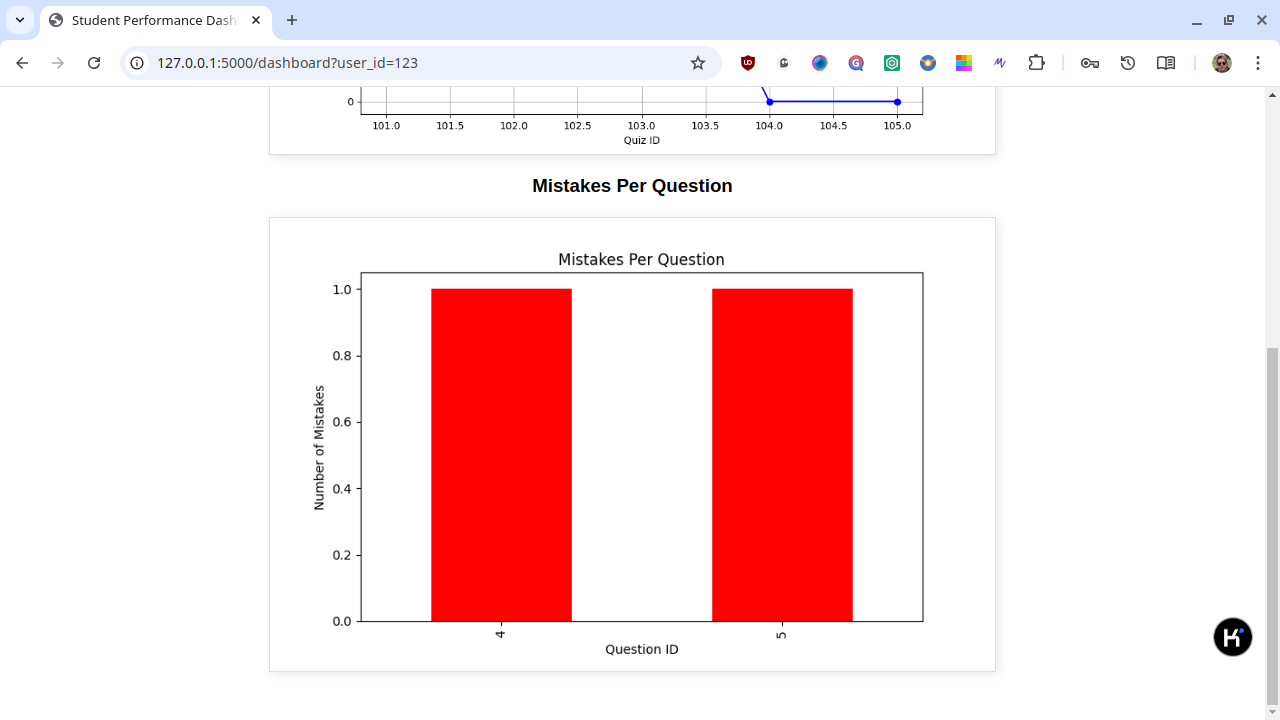 Student Performance Dash
127.0.0.1:5000/dashboard?user_id=123
0
101.0 101.5 102.0 102.5 103.0 103.5 104.0 104.5 105.0
Quiz ID
Mistakes Per Question
Mistakes Per Question
1.0
0.8
0.6
0.4
0.2
0.0
Number of Mistakes
4 5
Question ID